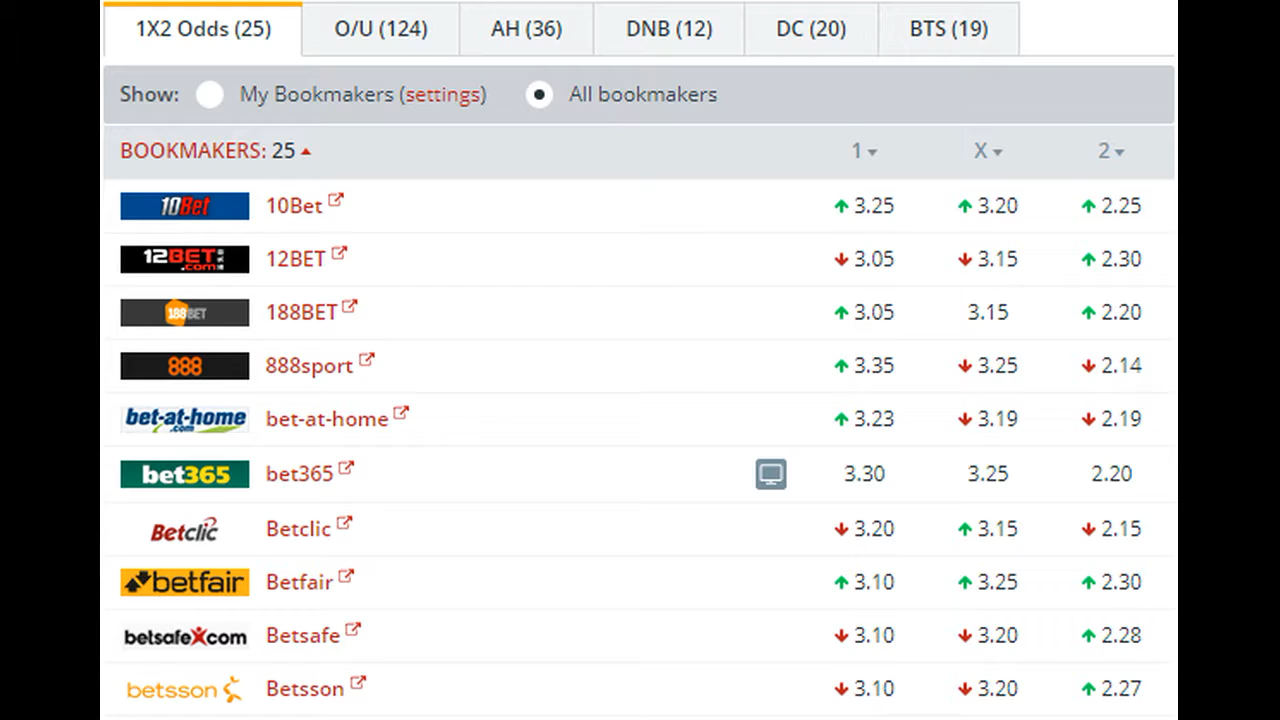 1X2 Odds (25) O/U (124) AH (36) DNB (12) DC (20) BTS (19)
Show: My Bookmakers (settings) All bookmakers
BOOKMAKERS: 25 1 X 2
10Bet 10Bet 3.25 3.20 2.25
12BET.com 12BET 3.05 3.15 2.30
188BET 188BET 3.05 3.15 2.20
888 888sport 3.35 3.25 2.14
bet-at-home.com bet-at-home 3.23 3.19 2.19
bet365 bet365 3.30 3.25 2.20
Betclic Betclic 3.20 3.15 2.15
betfair Betfair 3.10 3.25 2.30
betsafexcom Betsafe 3.10 3.20 2.28
betsson Betsson 3.10 3.20 2.27